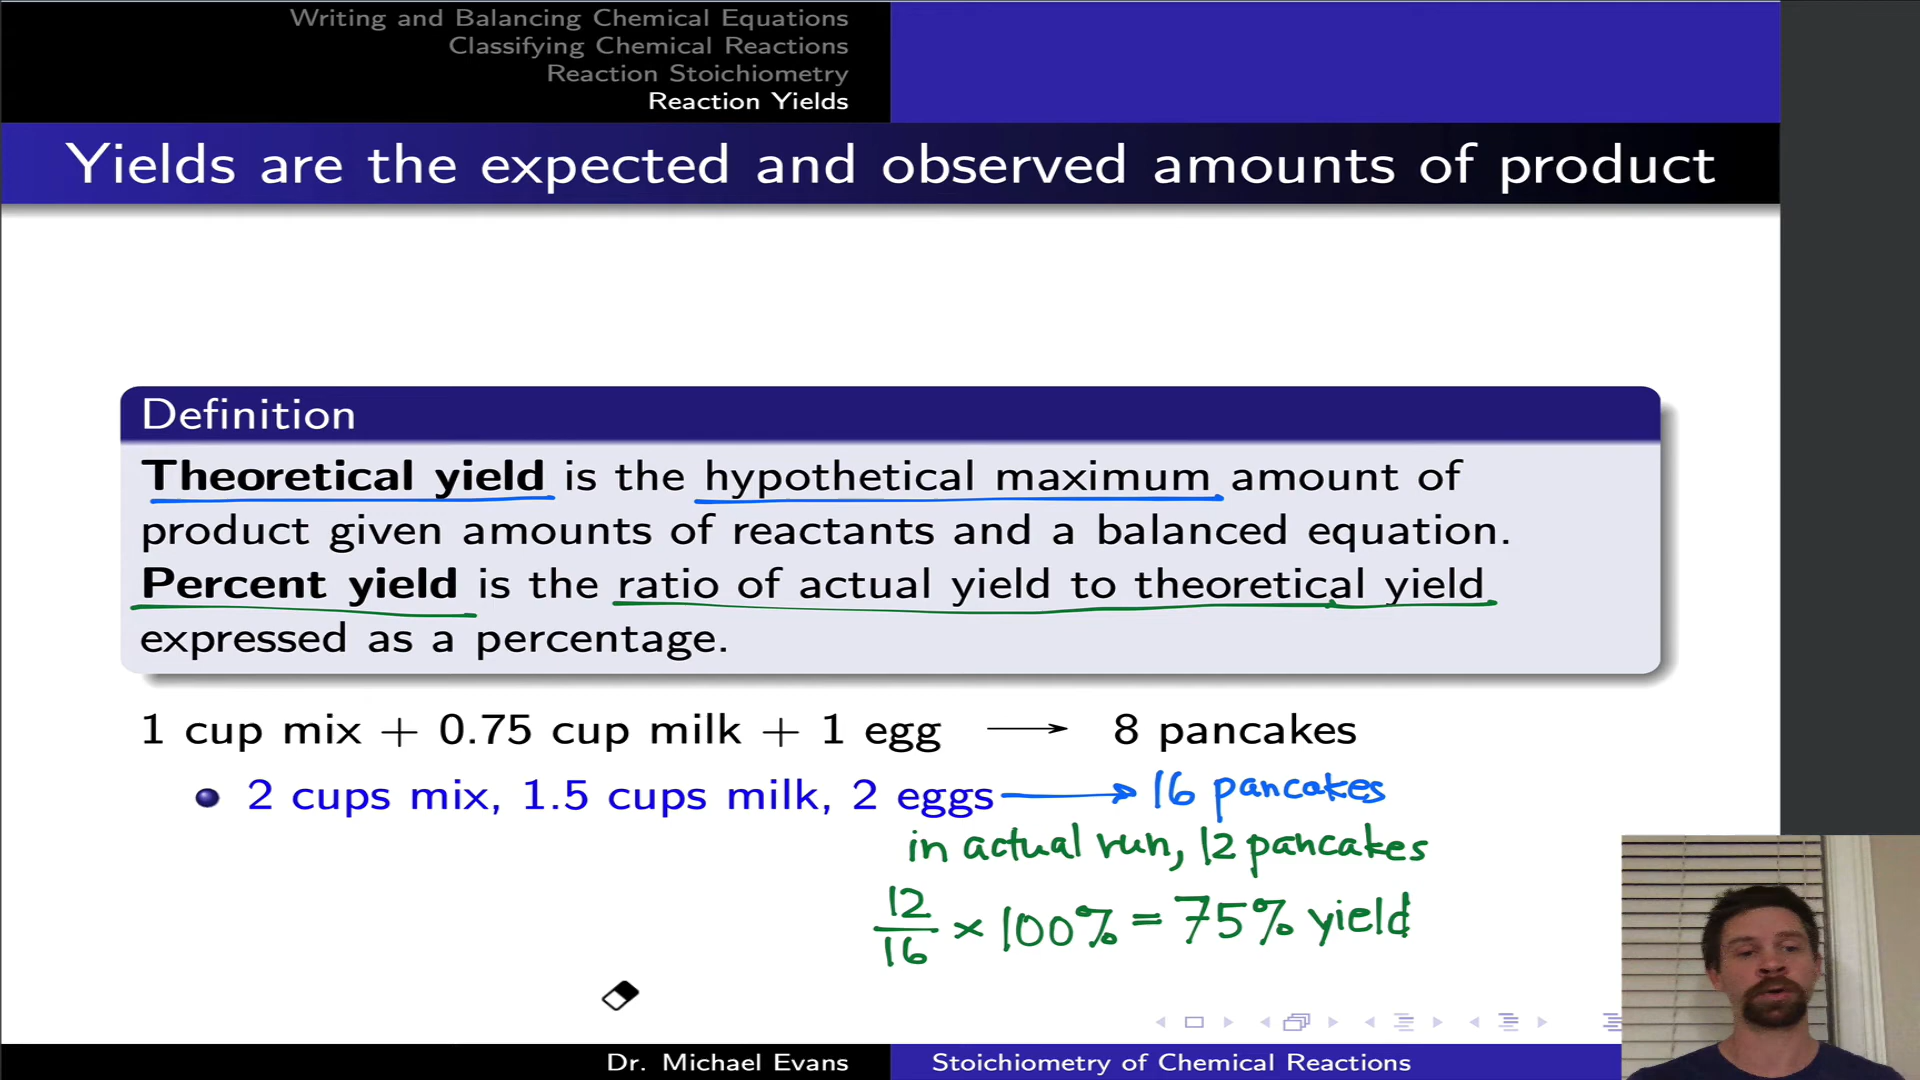 Writing and Balancing Chemical Equations
Classifying Chemical Reactions
Reaction Stoichiometry
Reaction Yields
Yields are the expected and observed amounts of product
Definition
Theoretical yield is the hypothetical maximum amount of
product given amounts of reactants and a balanced equation.
Percent yield is the ratio of actual yield to theoretical yield
expressed as a percentage.
1 cup mix + 0.75 cup milk + 1 egg ⟶ 8 pancakes
• 2 cups mix, 1.5 cups milk, 2 eggs → 16 pancakes
in actual run, 12 pancakes
12/16 × 100% = 75% yield
Dr. Michael Evans Stoichiometry of Chemical Reactions